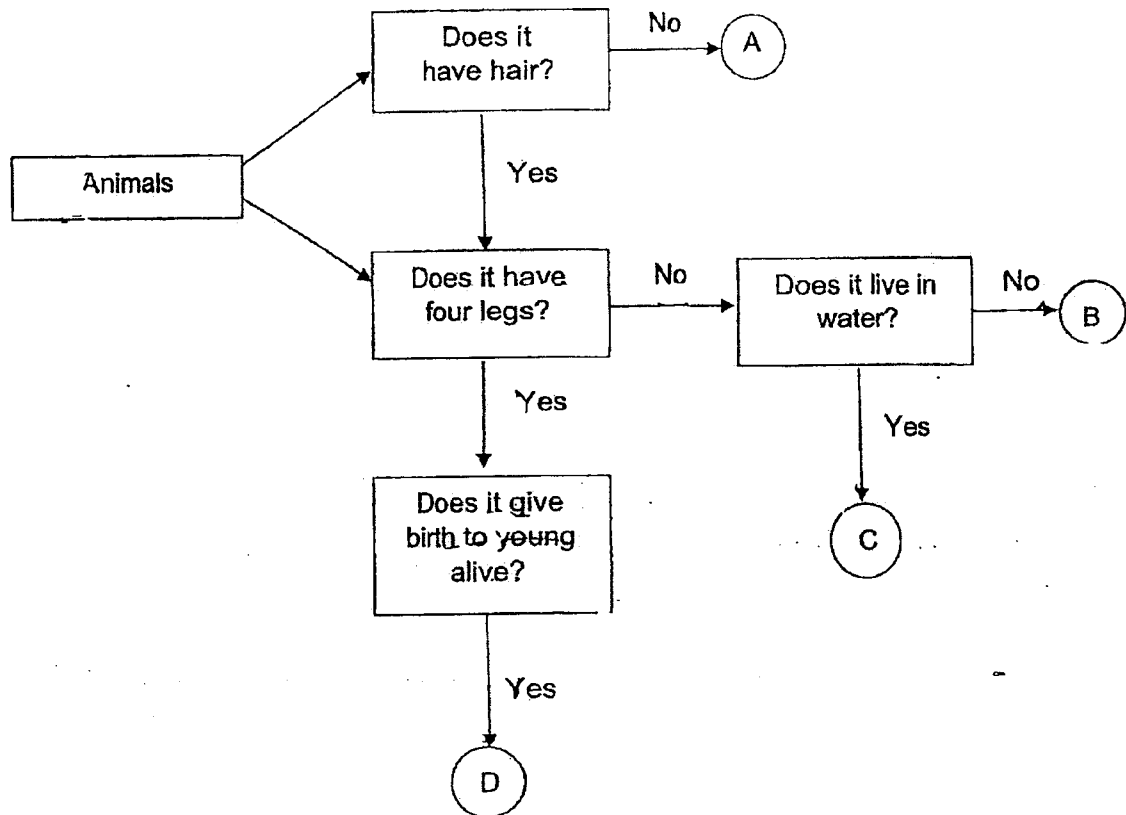 Does it
have hair?
No
A
Animals
Yes
Does it have
four legs?
No
Does it live in
water?
No
B
Yes
Yes
Does it give
birth to young
alive?
C
Yes
D